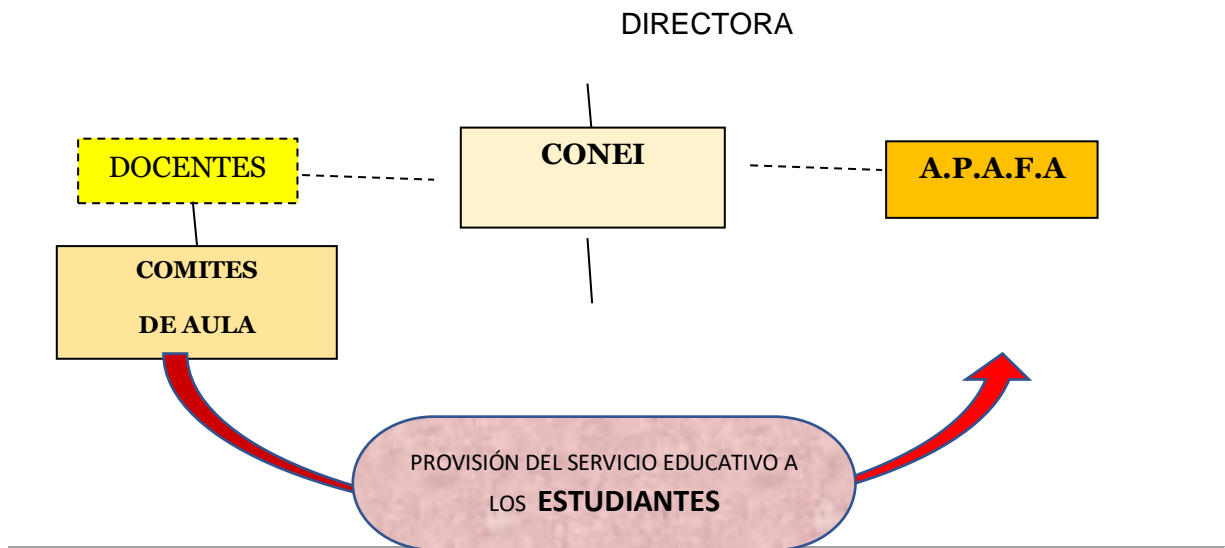 DIRECTORA
DOCENTES
CONEI
A.P.A.F.A
COMITES
DE AULA
PROVISIÓN DEL SERVICIO EDUCATIVO A
LOS ESTUDIANTES